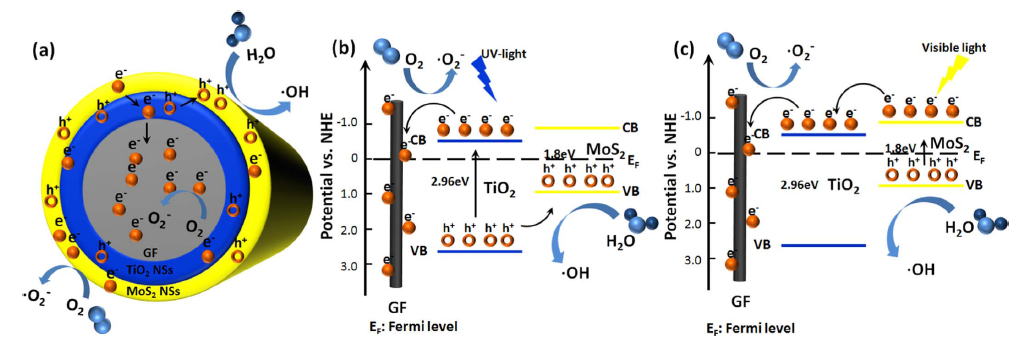 (a)
H₂O
·OH
e⁻
h⁺
h⁺
h⁺
e⁻
h⁺
h⁺
h⁺
e⁻
e⁻
e⁻
h⁺
e⁻
e⁻
e⁻
e⁻
e⁻
h⁺
O₂⁻
O₂
e⁻
e⁻
e⁻
h⁺
e⁻
h⁺
GF
TiO₂ NSs
MoS₂ NSs
e⁻
·O₂⁻
O₂
(b)
O₂
·O₂⁻
UV-light
Potential vs. NHE
-1.0
0
1.0
2.0
3.0
e⁻
e⁻
e⁻
e⁻
e⁻
e⁻ e⁻ e⁻ e⁻
CB
CB
1.8eV
MoS₂
E_F
2.96eV
TiO₂
h⁺ h⁺ h⁺ h⁺
VB
h⁺ h⁺ h⁺ h⁺
VB
H₂O
·OH
GF
E_F: Fermi level
(c)
O₂
·O₂⁻
Visible light
Potential vs. NHE
-1.0
0
1.0
2.0
3.0
e⁻
e⁻
e⁻
e⁻
e⁻
e⁻ e⁻ e⁻ e⁻
e⁻ e⁻ e⁻ e⁻
CB
CB
1.8eV
MoS₂
E_F
2.96eV
TiO₂
h⁺ h⁺ h⁺ h⁺
VB
VB
H₂O
·OH
GF
E_F: Fermi level